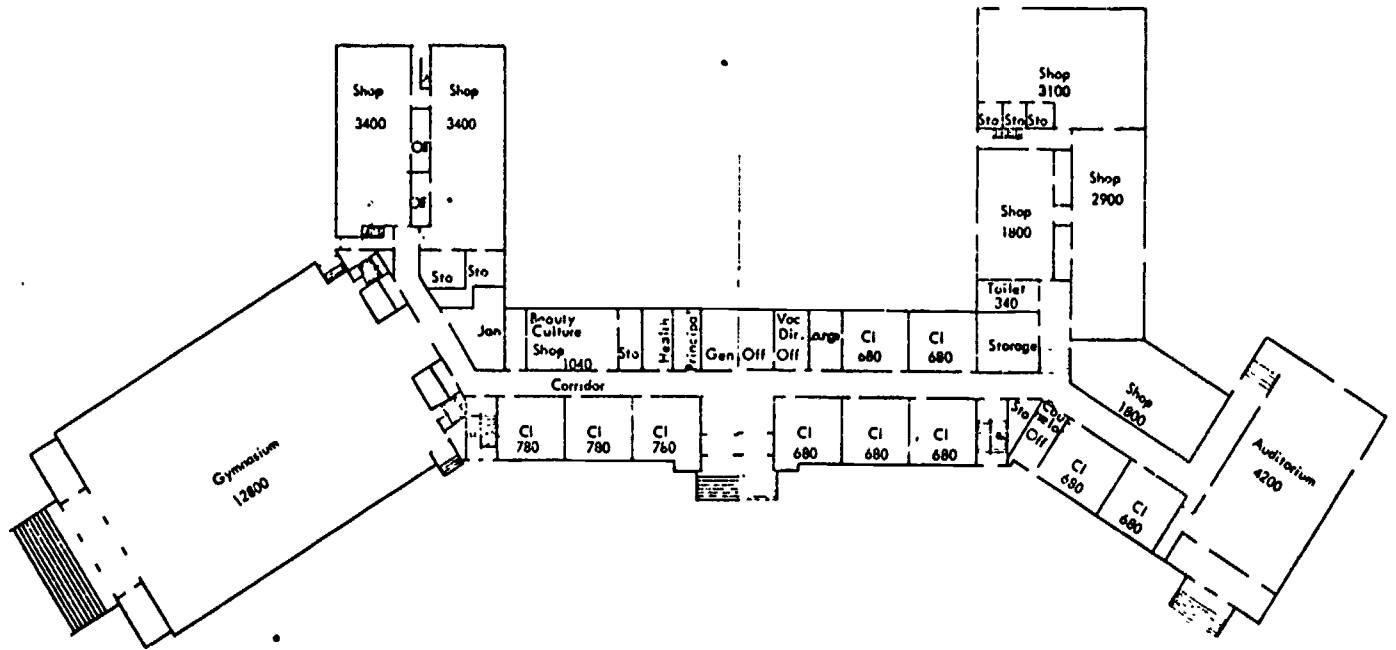 Shop
3400
Shop
3400
Off
Off
Sto
Sto
Jan
Shop
3100
Sto
Sto
Sto
Shop
2900
Shop
1800
Toilet
340
Storage
Beauty
Culture
Shop
1040
Sto
Health
Principal
Gen Off
Voc
Dir.
Off
Cl
680
Cl
680
Corridor
Cl
780
Cl
780
Cl
760
Cl
680
Cl
680
Cl
680
Sto
Off
Cl
680
Cl
680
Shop
1800
Auditorium
4200
Gymnasium
12800